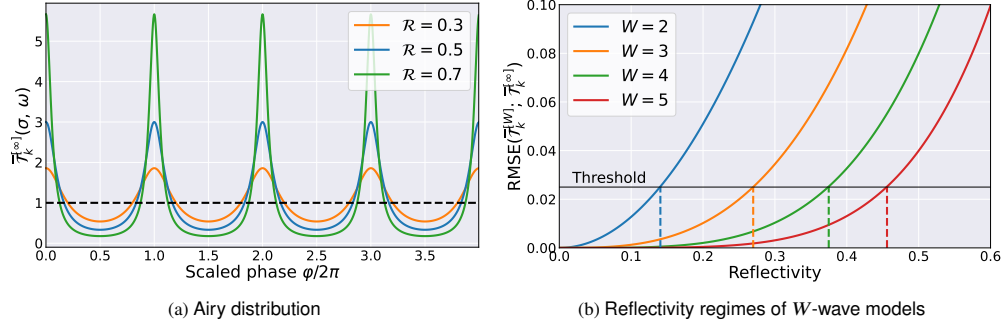 ℛ = 0.3
ℛ = 0.5
ℛ = 0.7
5
4
3
2
1
0
0.0 0.5 1.0 1.5 2.0 2.5 3.0 3.5
𝒯̅ₖ^[∞](σ, ω)
Scaled phase φ/2π
(a) Airy distribution
W = 2
W = 3
W = 4
W = 5
Threshold
0.10
0.08
0.06
0.04
0.02
0.00
0.0 0.1 0.2 0.3 0.4 0.5 0.6
RMSE(𝒯̅ₖ^[W]; 𝒯̅ₖ^[∞])
Reflectivity
(b) Reflectivity regimes of W-wave models